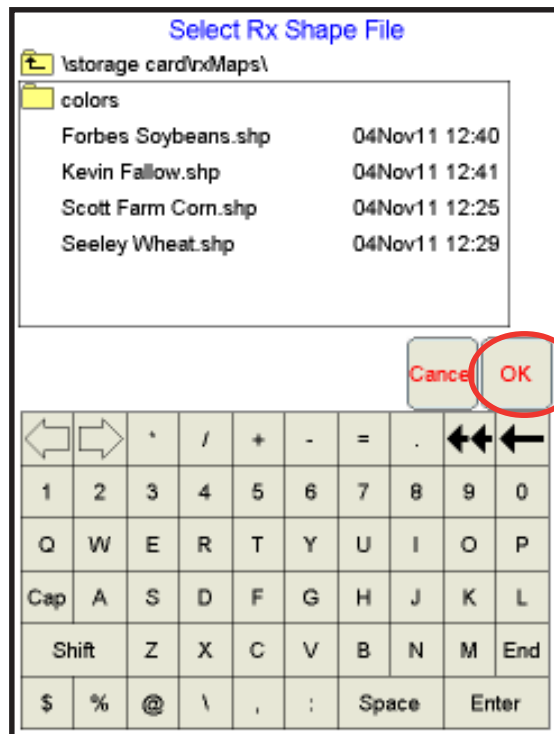 Select Rx Shape File
\storage card\rxMaps\
colors
Forbes Soybeans.shp 04Nov11 12:40
Kevin Fallow.shp 04Nov11 12:41
Scott Farm Corn.shp 04Nov11 12:25
Seeley Wheat.shp 04Nov11 12:29
Cancel OK
* / + - = .
1 2 3 4 5 6 7 8 9 0
Q W E R T Y U I O P
Cap A S D F G H J K L
Shift Z X C V B N M End
$ % @ \ , : Space Enter